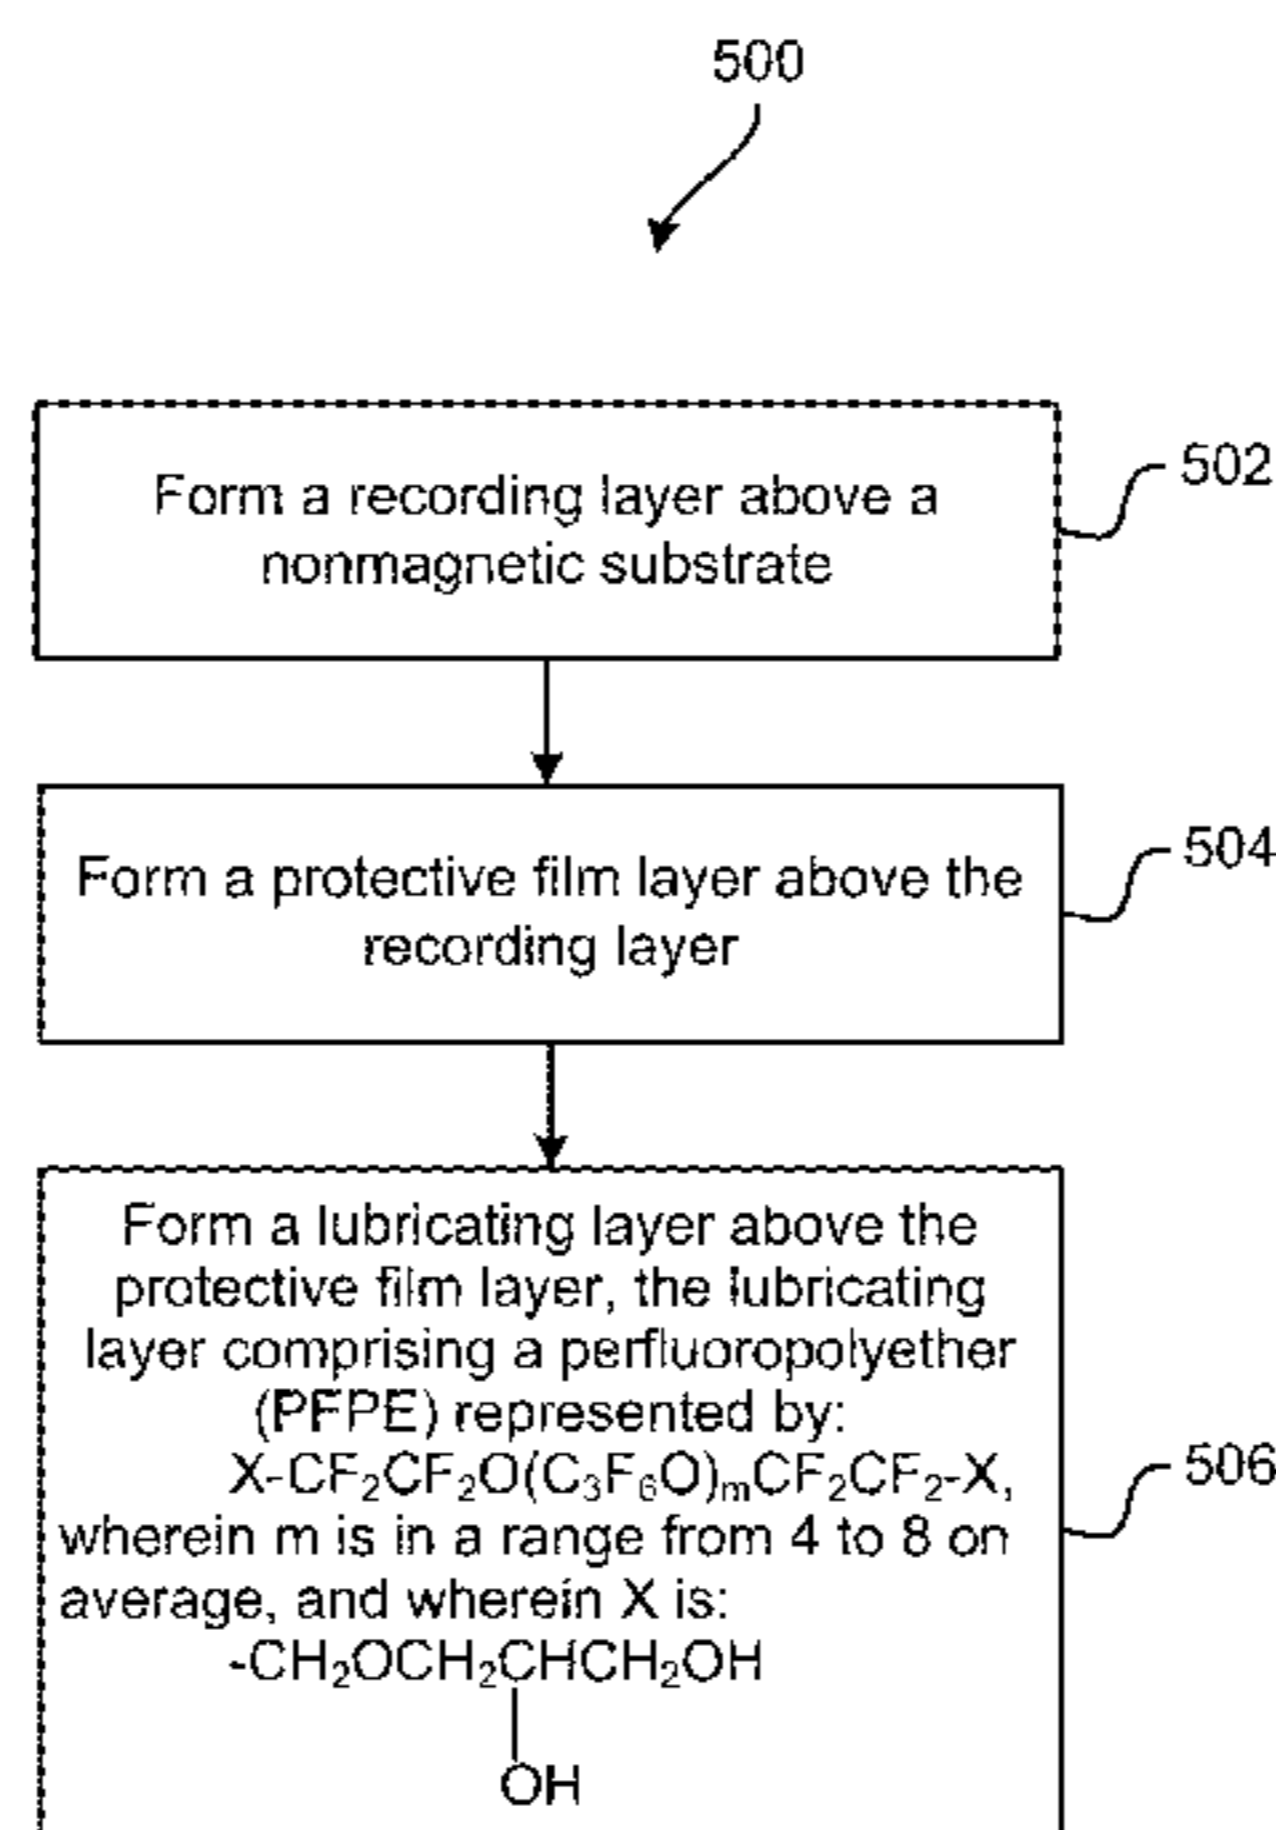 500
Form a recording layer above a
nonmagnetic substrate
502
Form a protective film layer above the
recording layer
504
Form a lubricating layer above the
protective film layer, the lubricating
layer comprising a perfluoropolyether
(PFPE) represented by:
X-CF₂CF₂O(C₃F₆O)ₘCF₂CF₂-X,
506
wherein m is in a range from 4 to 8 on
average, and wherein X is:
-CH₂OCH₂CHCH₂OH
OH